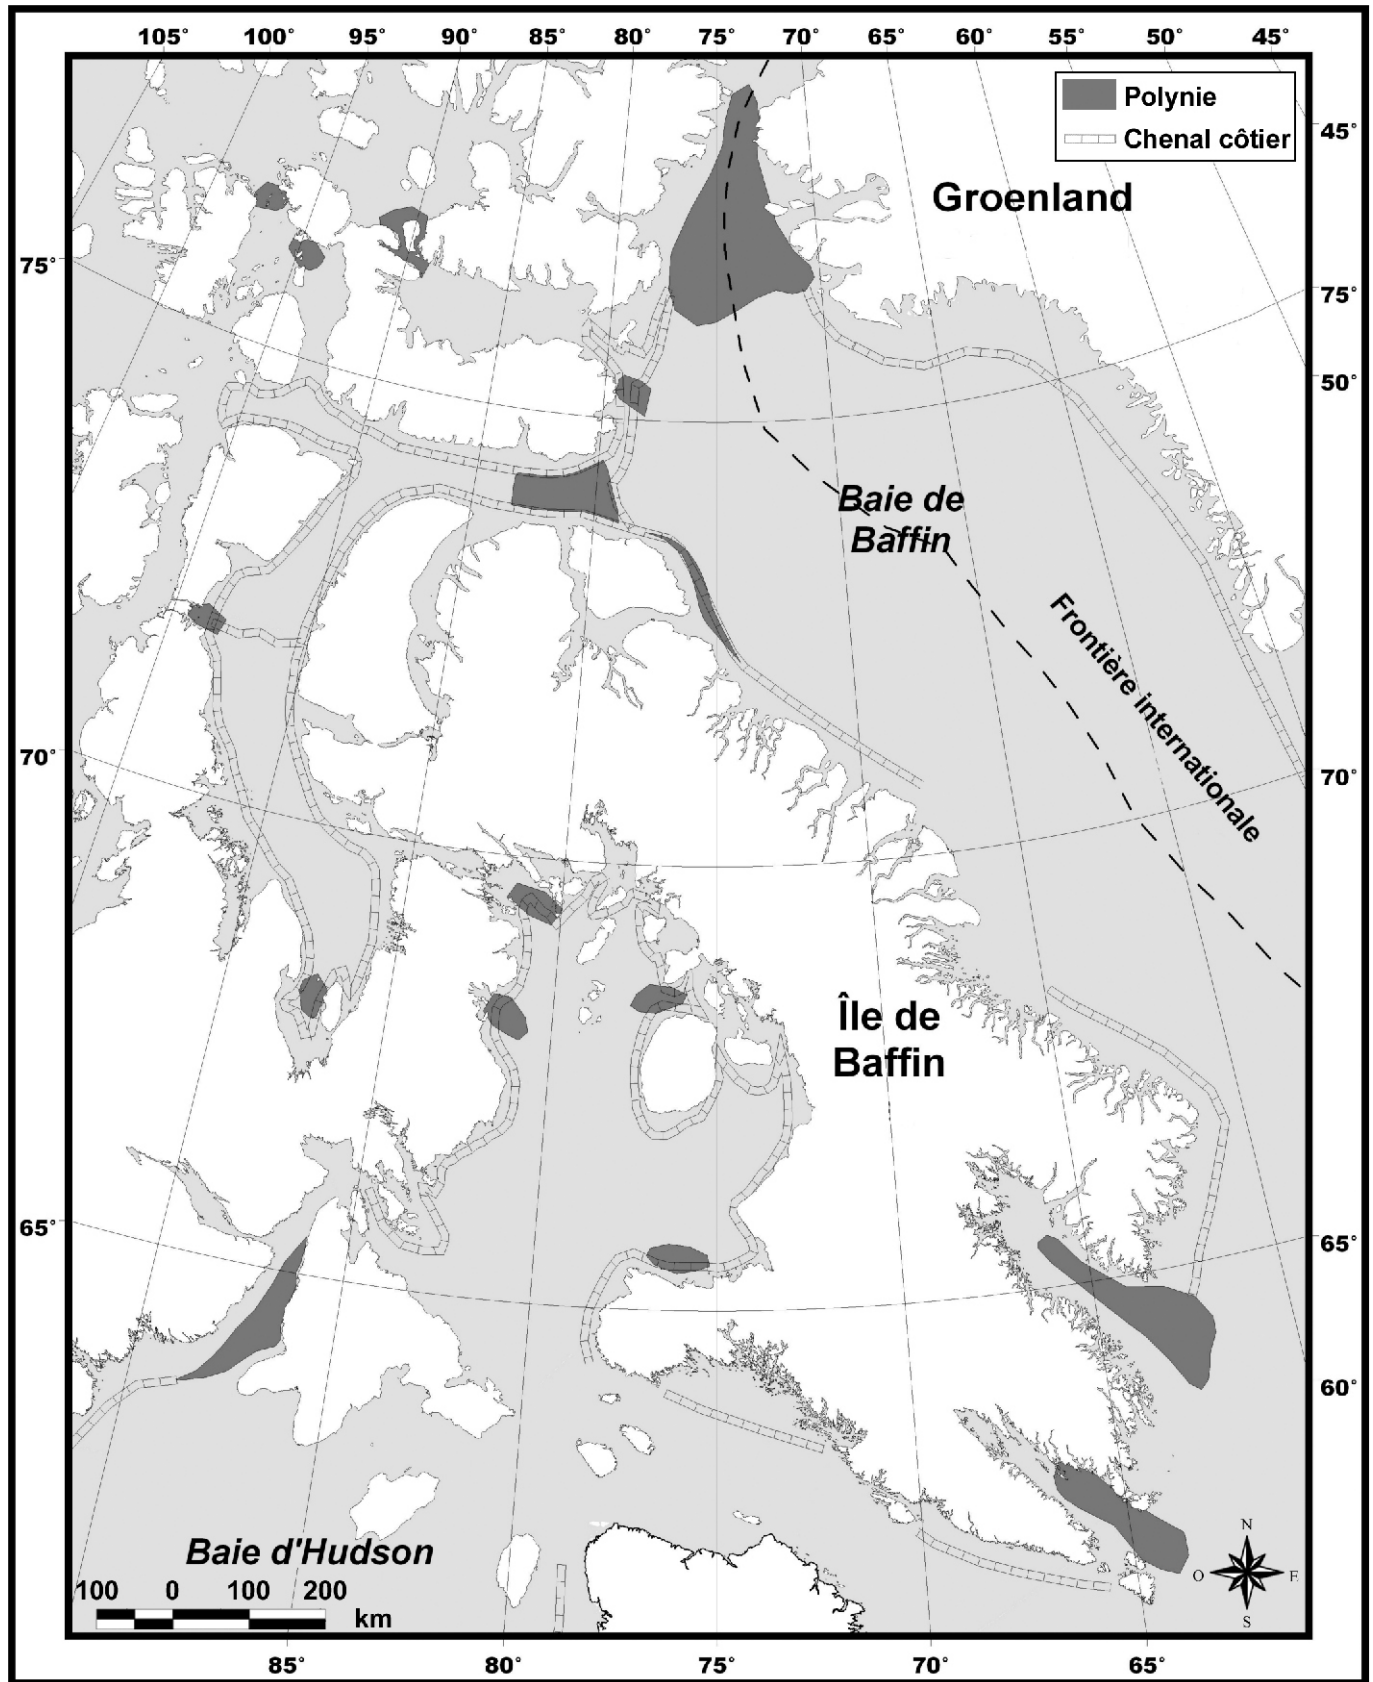 105° 100° 95° 90° 85° 80° 75° 70° 65° 60° 55° 50° 45°
Polynie
Chenal côtier
45°
Groenland
75°
75°
50°
Baie de
Baffin
Frontière internationale
70°
70°
Île de
Baffin
65°
65°
60°
Baie d'Hudson
100 0 100 200
km
N
O E
S
85° 80° 75° 70° 65°